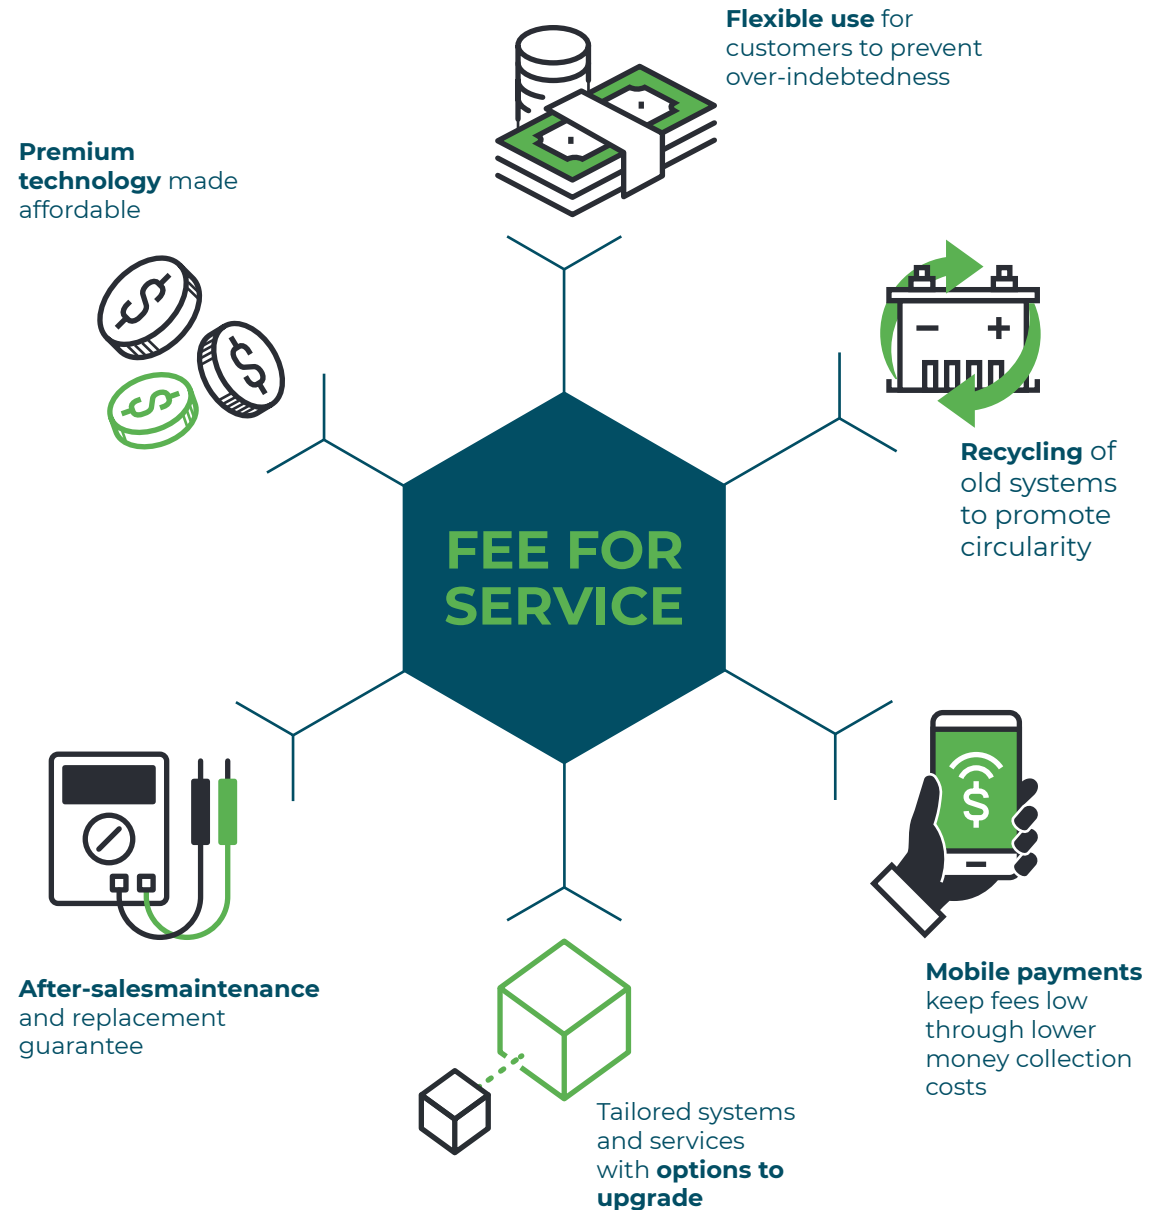 Flexible use for
customers to prevent
over-indebtedness
Premium
technology made
affordable
Recycling of
old systems
to promote
circularity
FEE FOR
SERVICE
Mobile payments
keep fees low
through lower
money collection
costs
After-salesmaintenance
and replacement
guarantee
Tailored systems
and services
with options to
upgrade